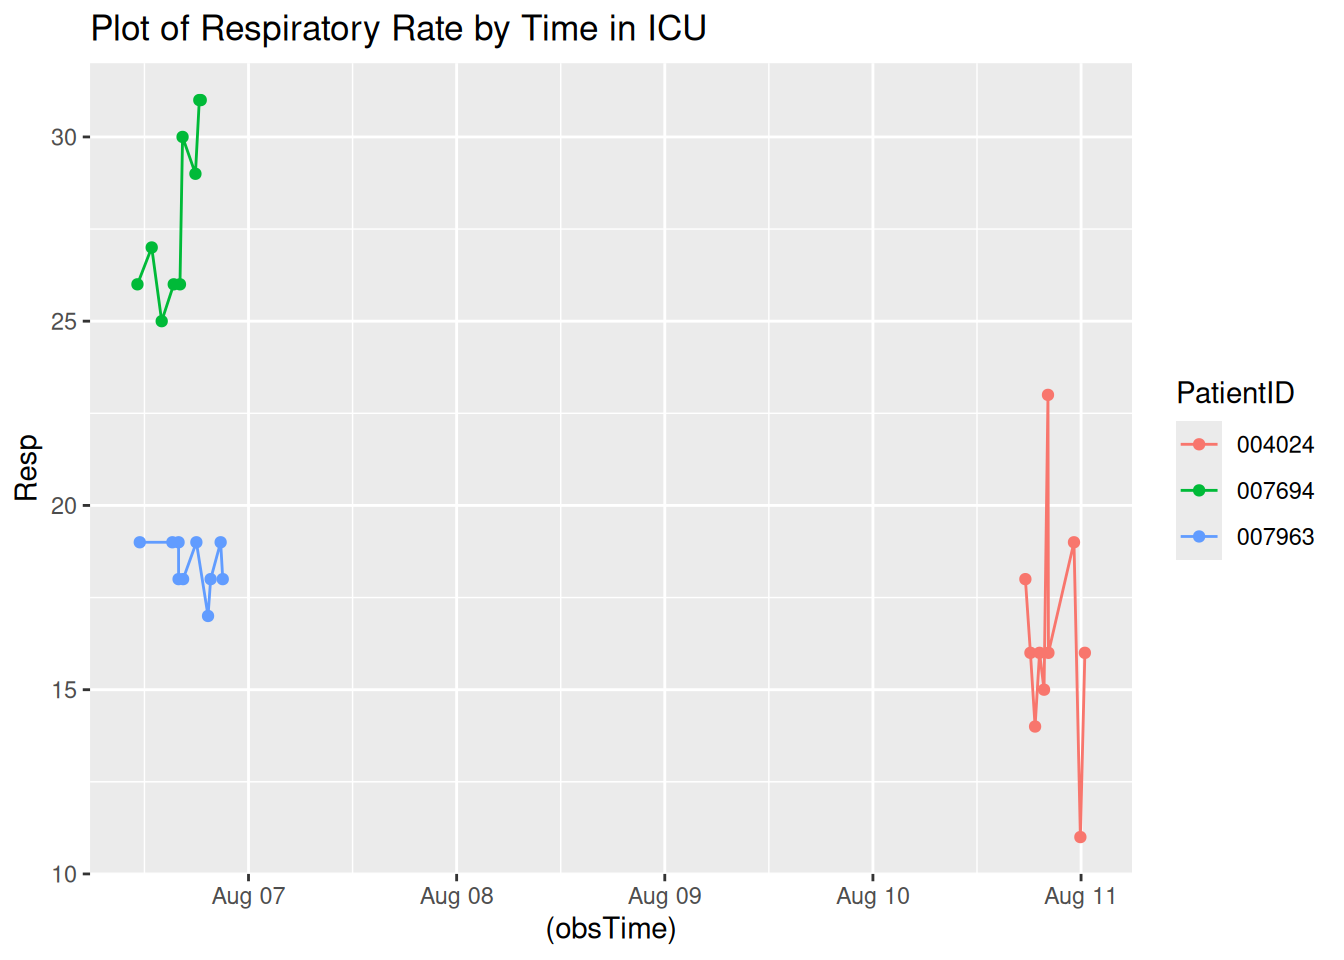 Plot of Respiratory Rate by Time in ICU
30
25
20
15
10
Resp
Aug 07
Aug 08
Aug 09
Aug 10
Aug 11
(obsTime)
PatientID
004024
007694
007963